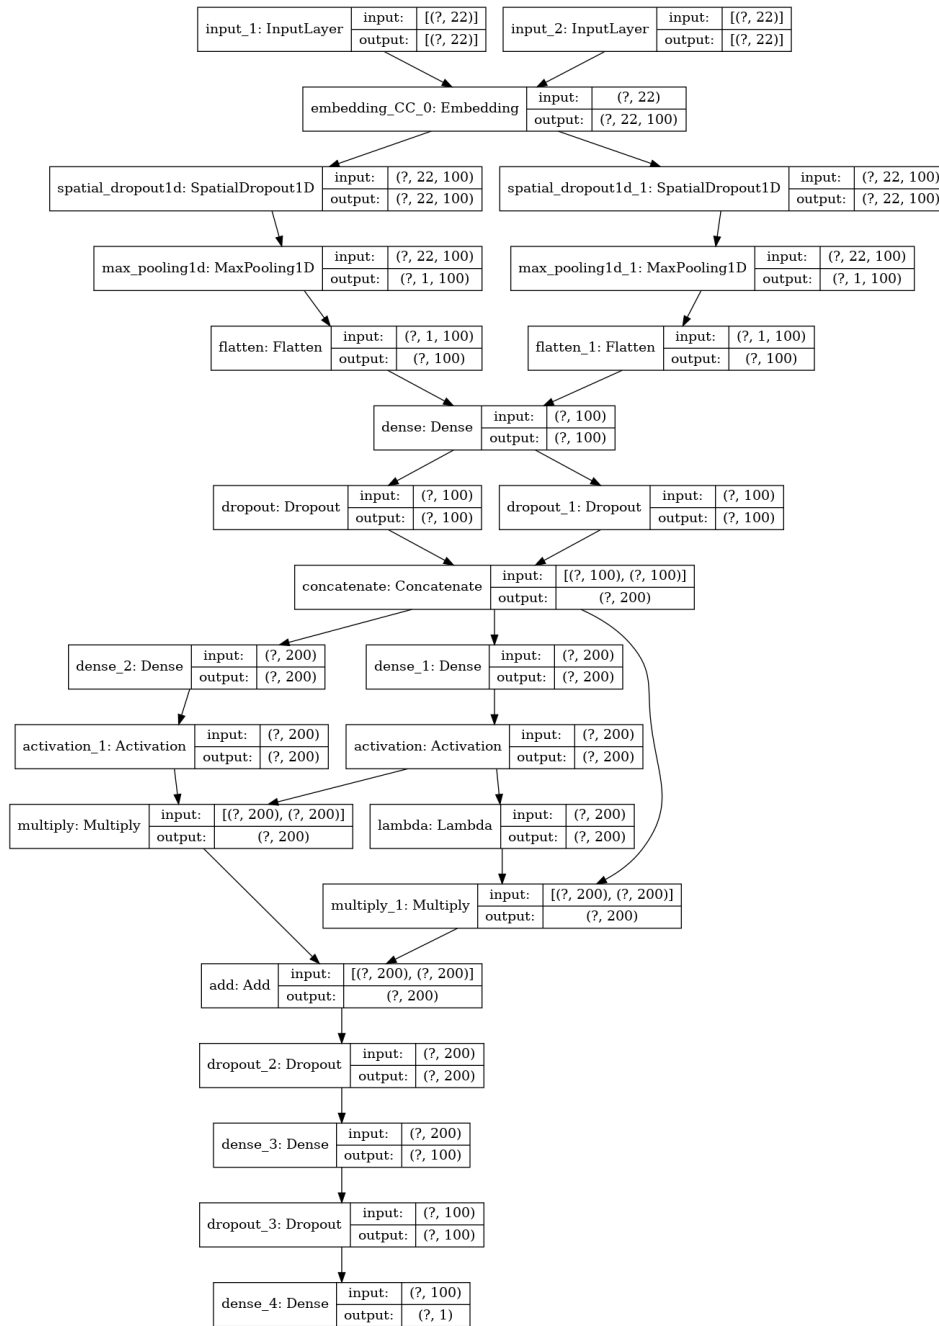 input_1: InputLayer input: [(?, 22)]
output: [(?, 22)]
input_2: InputLayer input: [(?, 22)]
output: [(?, 22)]
embedding_CC_0: Embedding input: (?, 22)
output: (?, 22, 100)
spatial_dropout1d: SpatialDropout1D input: (?, 22, 100)
output: (?, 22, 100)
spatial_dropout1d_1: SpatialDropout1D input: (?, 22, 100)
output: (?, 22, 100)
max_pooling1d: MaxPooling1D input: (?, 22, 100)
output: (?, 1, 100)
max_pooling1d_1: MaxPooling1D input: (?, 22, 100)
output: (?, 1, 100)
flatten: Flatten input: (?, 1, 100)
output: (?, 100)
flatten_1: Flatten input: (?, 1, 100)
output: (?, 100)
dense: Dense input: (?, 100)
output: (?, 100)
dropout: Dropout input: (?, 100)
output: (?, 100)
dropout_1: Dropout input: (?, 100)
output: (?, 100)
concatenate: Concatenate input: [(?, 100), (?, 100)]
output: (?, 200)
dense_2: Dense input: (?, 200)
output: (?, 200)
dense_1: Dense input: (?, 200)
output: (?, 200)
activation_1: Activation input: (?, 200)
output: (?, 200)
activation: Activation input: (?, 200)
output: (?, 200)
multiply: Multiply input: [(?, 200), (?, 200)]
output: (?, 200)
lambda: Lambda input: (?, 200)
output: (?, 200)
multiply_1: Multiply input: [(?, 200), (?, 200)]
output: (?, 200)
add: Add input: [(?, 200), (?, 200)]
output: (?, 200)
dropout_2: Dropout input: (?, 200)
output: (?, 200)
dense_3: Dense input: (?, 200)
output: (?, 100)
dropout_3: Dropout input: (?, 100)
output: (?, 100)
dense_4: Dense input: (?, 100)
output: (?, 1)